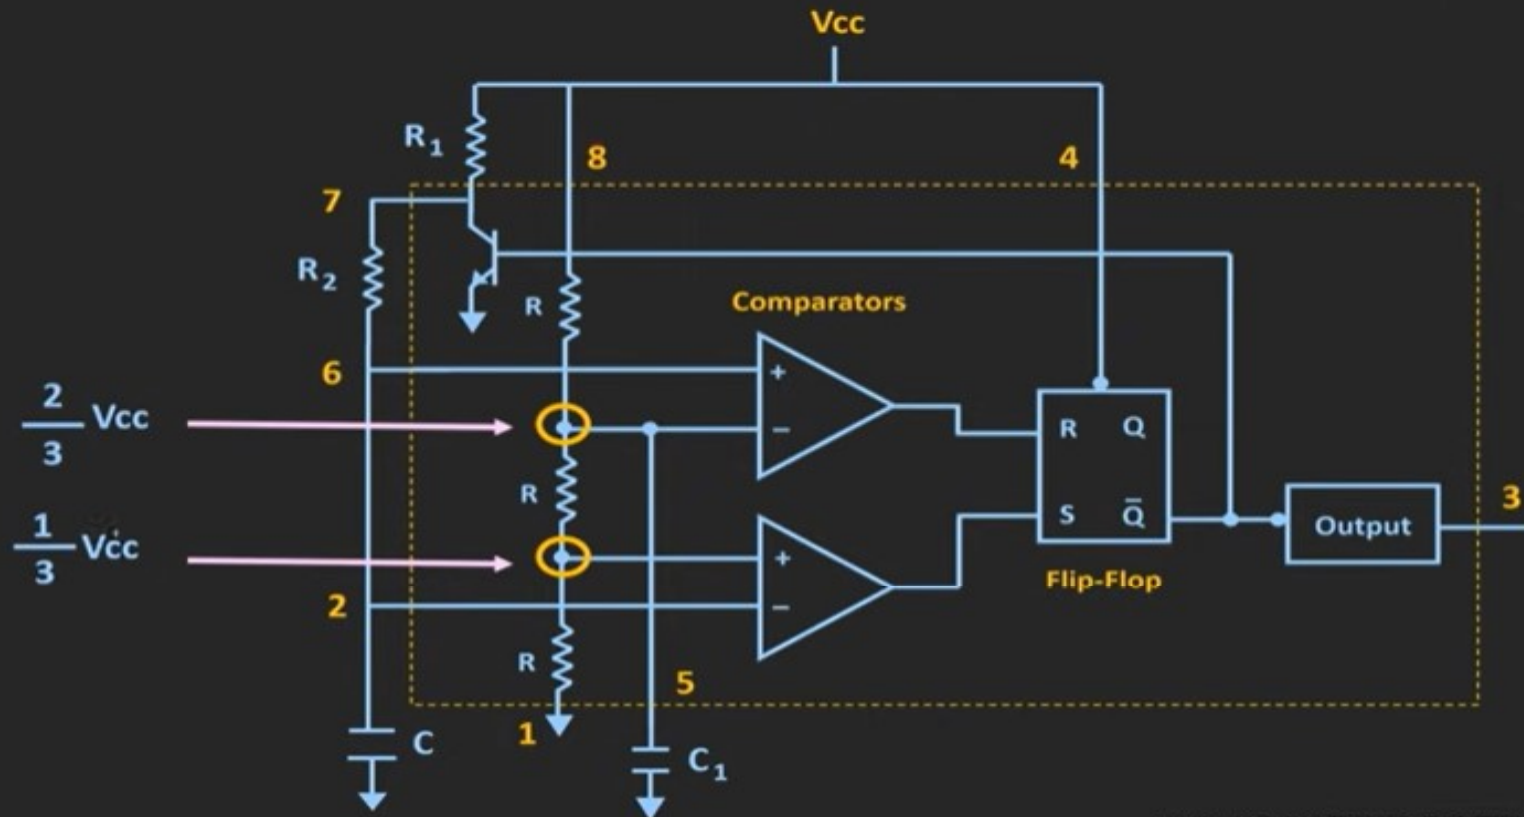 Vcc
R1
8
4
7
R2
R
Comparators
6
+
2/3 Vcc
−
R Q
R
S Q̅
3
1/3 Vcc
Output
+
Flip-Flop
2
−
R
5
1
C
C1